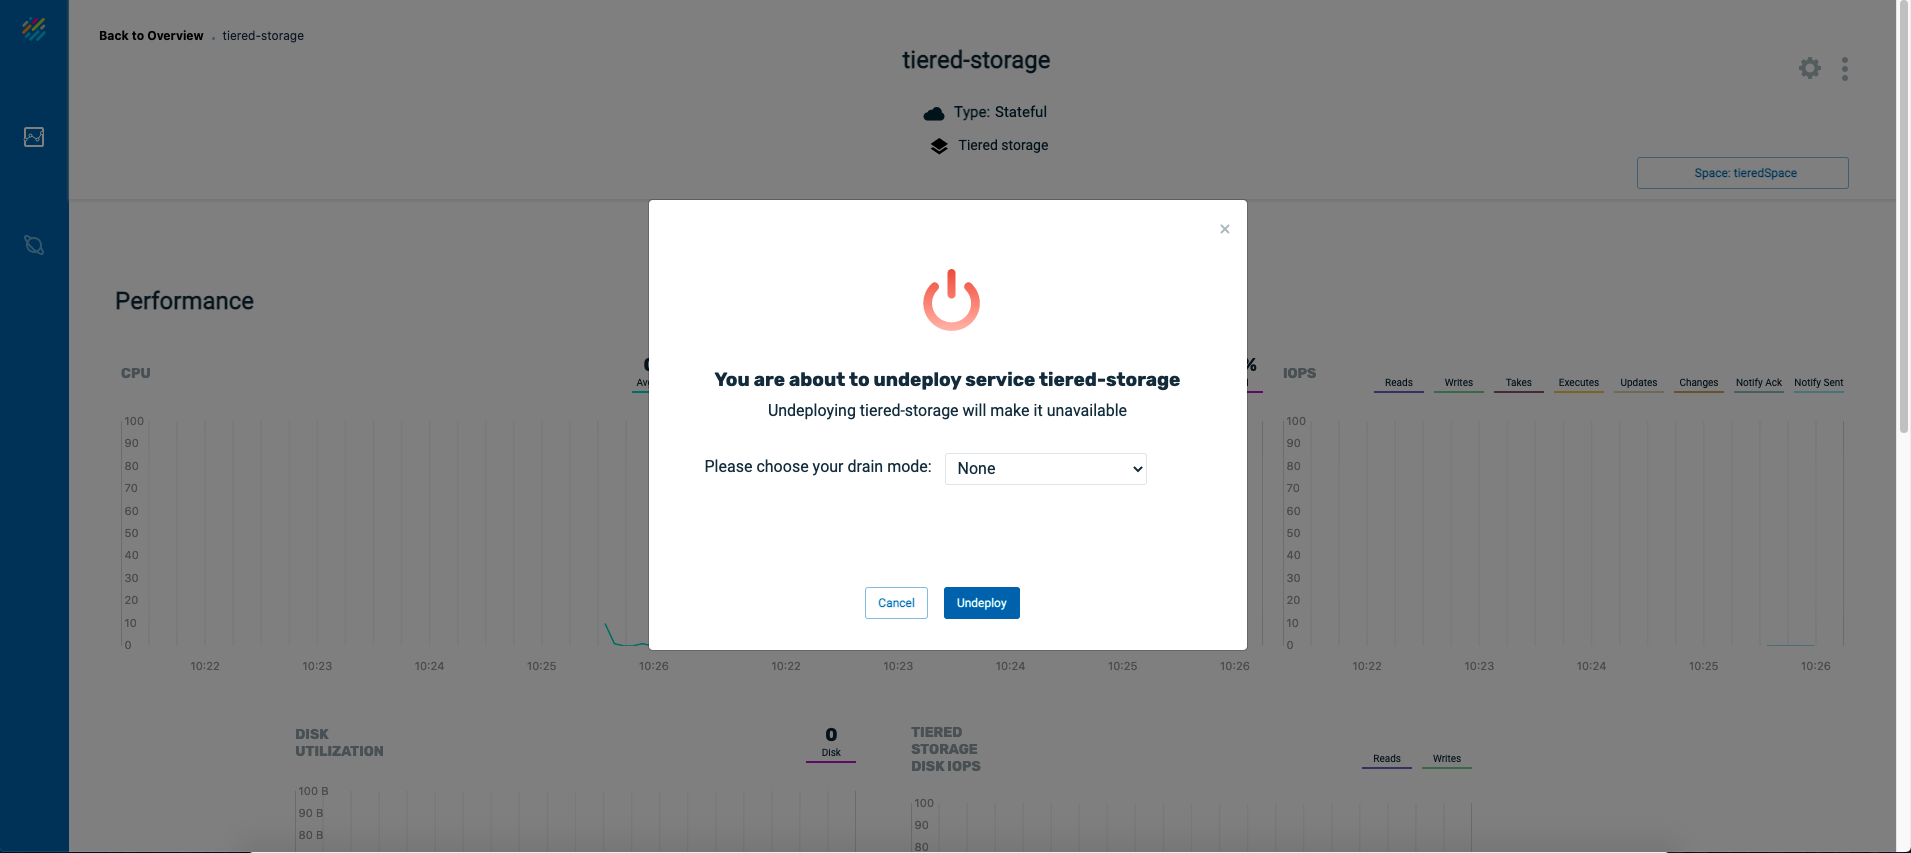 Back to Overview . tiered-storage
tiered-storage
Type: Stateful
Tiered storage
Space: tieredSpace
Performance
×
You are about to undeploy service tiered-storage
Undeploying tiered-storage will make it unavailable
Please choose your drain mode: None
Cancel Undeploy
CPU
100
90
80
70
60
50
40
30
20
10
0
10:22 10:23 10:24 10:25 10:26
%
10:22 10:23 10:24 10:25 10:26
IOPS
Reads Writes Takes Executes Updates Changes Notify Ack Notify Sent
100
90
80
70
60
50
40
30
20
10
0
10:22 10:23 10:24 10:25 10:26
DISK
UTILIZATION
0
Disk
100 B
90 B
80 B
TIERED
STORAGE
DISK IOPS
Reads Writes
100
90
80